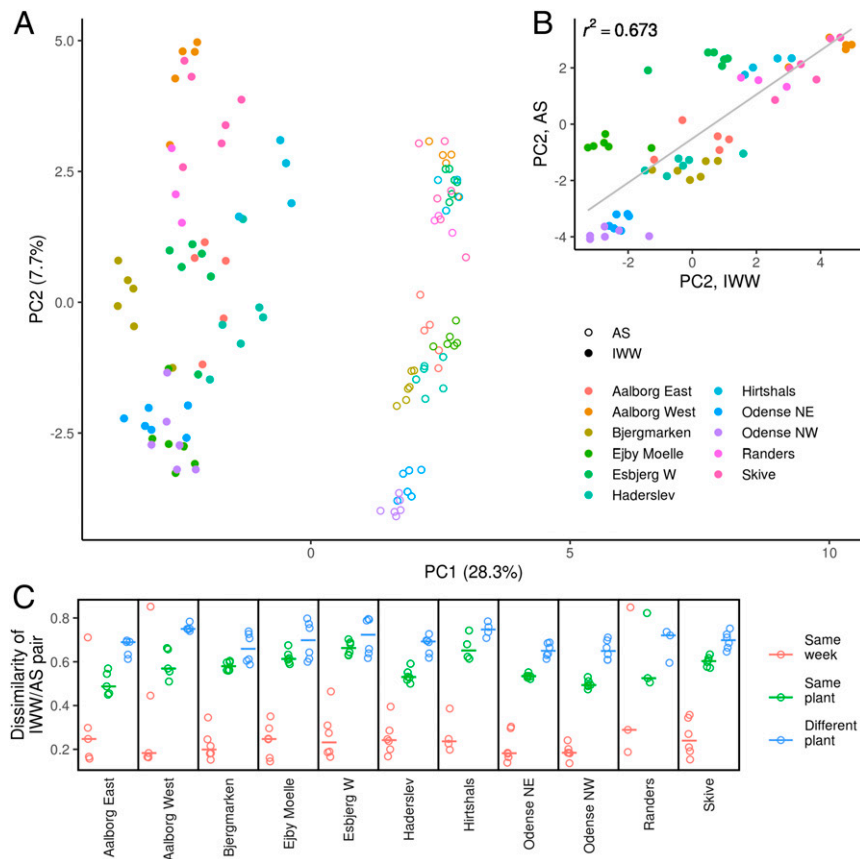 A
5.0
2.5
0.0
-2.5
PC2 (7.7%)
0
5
10
PC1 (28.3%)
B
r² = 0.673
2
0
-2
-4
PC2, AS
-2
0
2
4
PC2, IWW
AS
IWW
Aalborg East
Aalborg West
Bjergmarken
Ejby Moelle
Esbjerg W
Haderslev
Hirtshals
Odense NE
Odense NW
Randers
Skive
C
0.8
0.6
0.4
0.2
Dissimilarity of
IWW/AS pair
Aalborg East
Aalborg West
Bjergmarken
Ejby Moelle
Esbjerg W
Haderslev
Hirtshals
Odense NE
Odense NW
Randers
Skive
Same
week
Same
plant
Different
plant